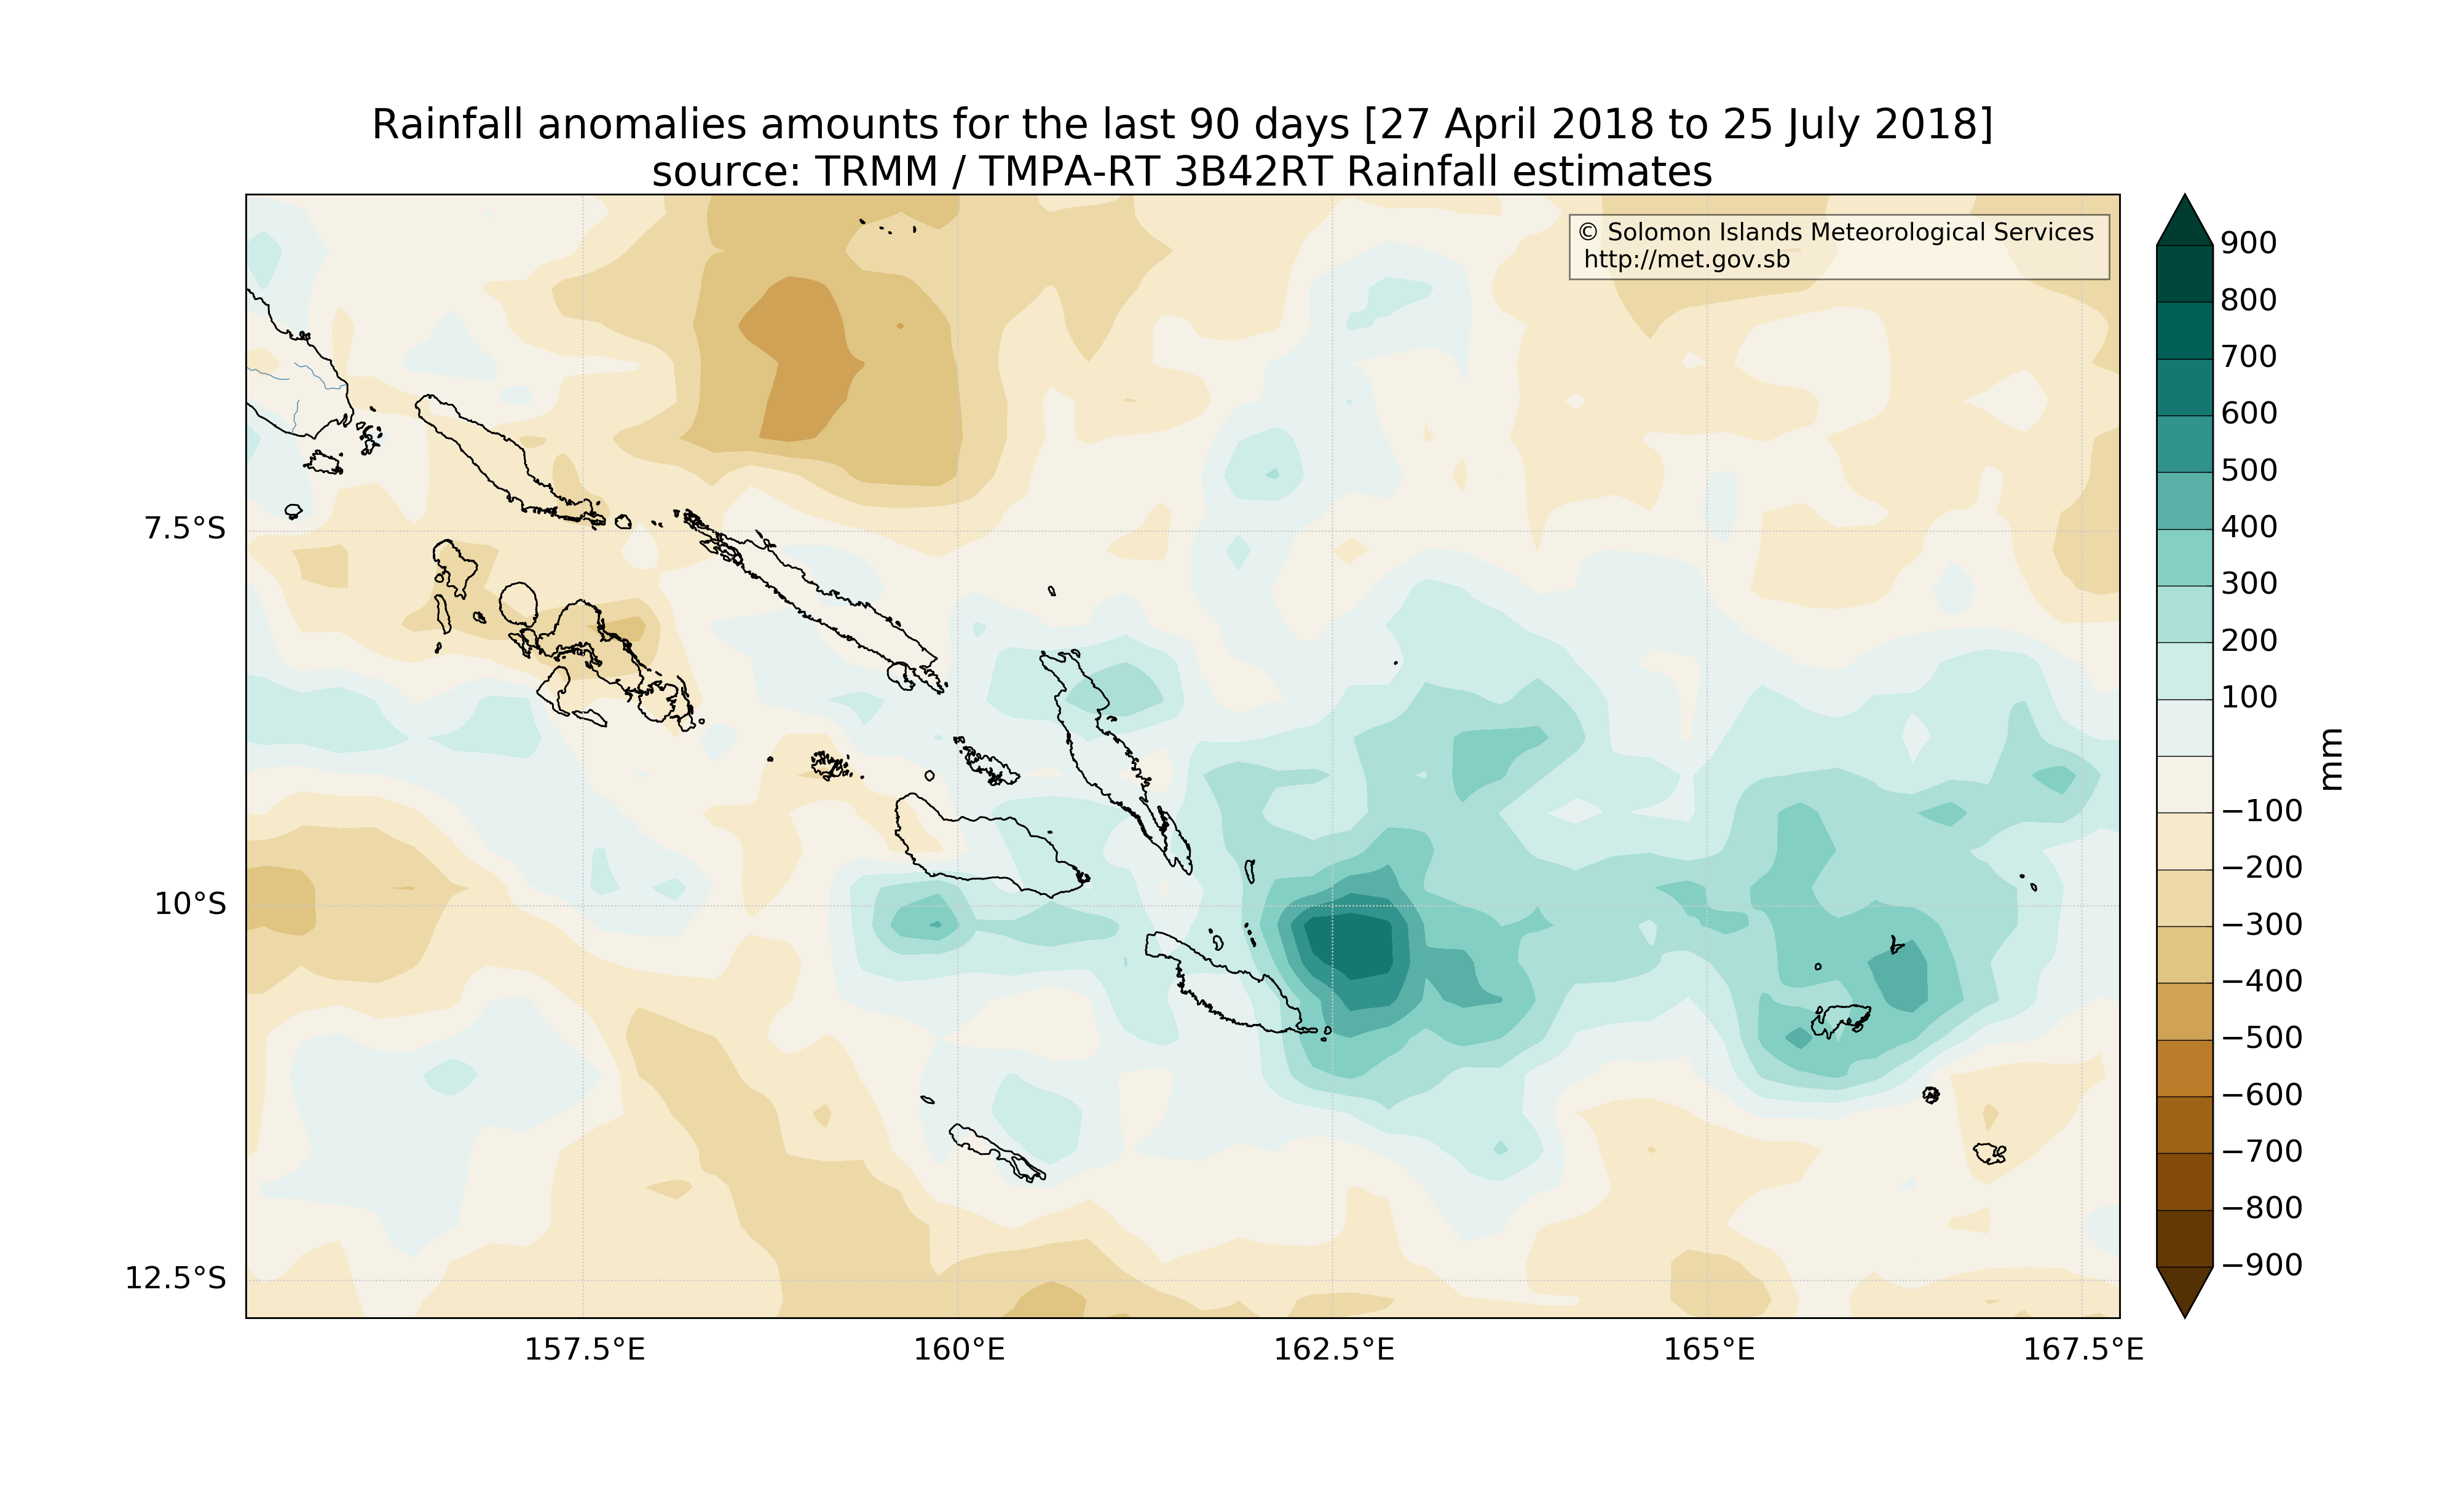 Rainfall anomalies amounts for the last 90 days [27 April 2018 to 25 July 2018]
source: TRMM / TMPA-RT 3B42RT Rainfall estimates
© Solomon Islands Meteorological Services
http://met.gov.sb
7.5°S
10°S
12.5°S
157.5°E
160°E
162.5°E
165°E
167.5°E
900
800
700
600
500
400
300
200
100
−100
−200
−300
−400
−500
−600
−700
−800
−900
mm